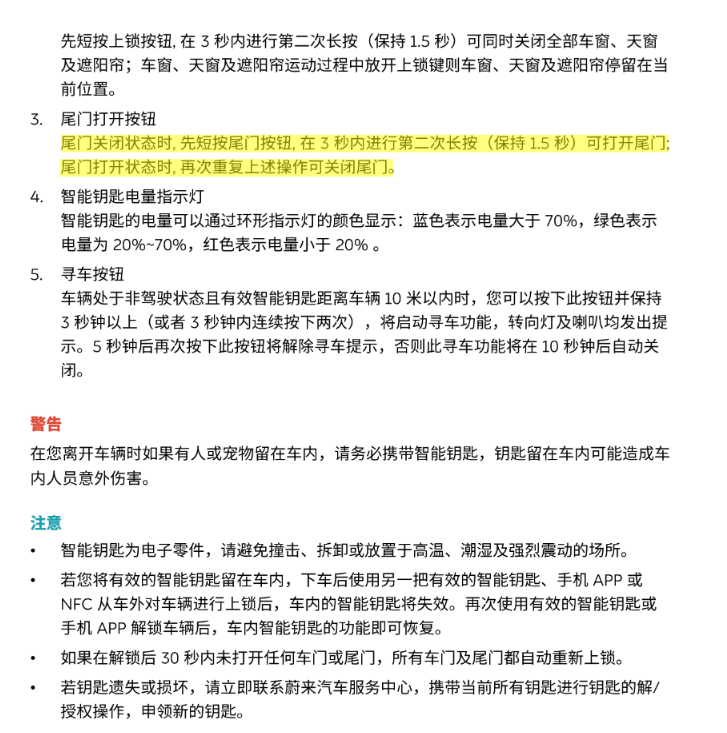 先短按上锁按钮, 在 3 秒内进行第二次长按（保持 1.5 秒）可同时关闭全部车窗、天窗
及遮阳帘；车窗、天窗及遮阳帘运动过程中放开上锁键则车窗、天窗及遮阳帘停留在当
前位置。
3. 尾门打开按钮
尾门关闭状态时, 先短按尾门按钮, 在 3 秒内进行第二次长按（保持 1.5 秒）可打开尾门;
尾门打开状态时, 再次重复上述操作可关闭尾门。
4. 智能钥匙电量指示灯
智能钥匙的电量可以通过环形指示灯的颜色显示：蓝色表示电量大于 70%，绿色表示
电量为 20%~70%，红色表示电量小于 20% 。
5. 寻车按钮
车辆处于非驾驶状态且有效智能钥匙距离车辆 10 米以内时，您可以按下此按钮并保持
3 秒钟以上（或者 3 秒钟内连续按下两次），将启动寻车功能，转向灯及喇叭均发出提
示。5 秒钟后再次按下此按钮将解除寻车提示，否则此寻车功能将在 10 秒钟后自动关
闭。
警告
在您离开车辆时如果有人或宠物留在车内，请务必携带智能钥匙，钥匙留在车内可能造成车
内人员意外伤害。
注意
• 智能钥匙为电子零件，请避免撞击、拆卸或放置于高温、潮湿及强烈震动的场所。
• 若您将有效的智能钥匙留在车内，下车后使用另一把有效的智能钥匙、手机 APP 或
NFC 从车外对车辆进行上锁后，车内的智能钥匙将失效。再次使用有效的智能钥匙或
手机 APP 解锁车辆后，车内智能钥匙的功能即可恢复。
• 如果在解锁后 30 秒内未打开任何车门或尾门，所有车门及尾门都自动重新上锁。
• 若钥匙遗失或损坏，请立即联系蔚来汽车服务中心，携带当前所有钥匙进行钥匙的解/
授权操作，申领新的钥匙。